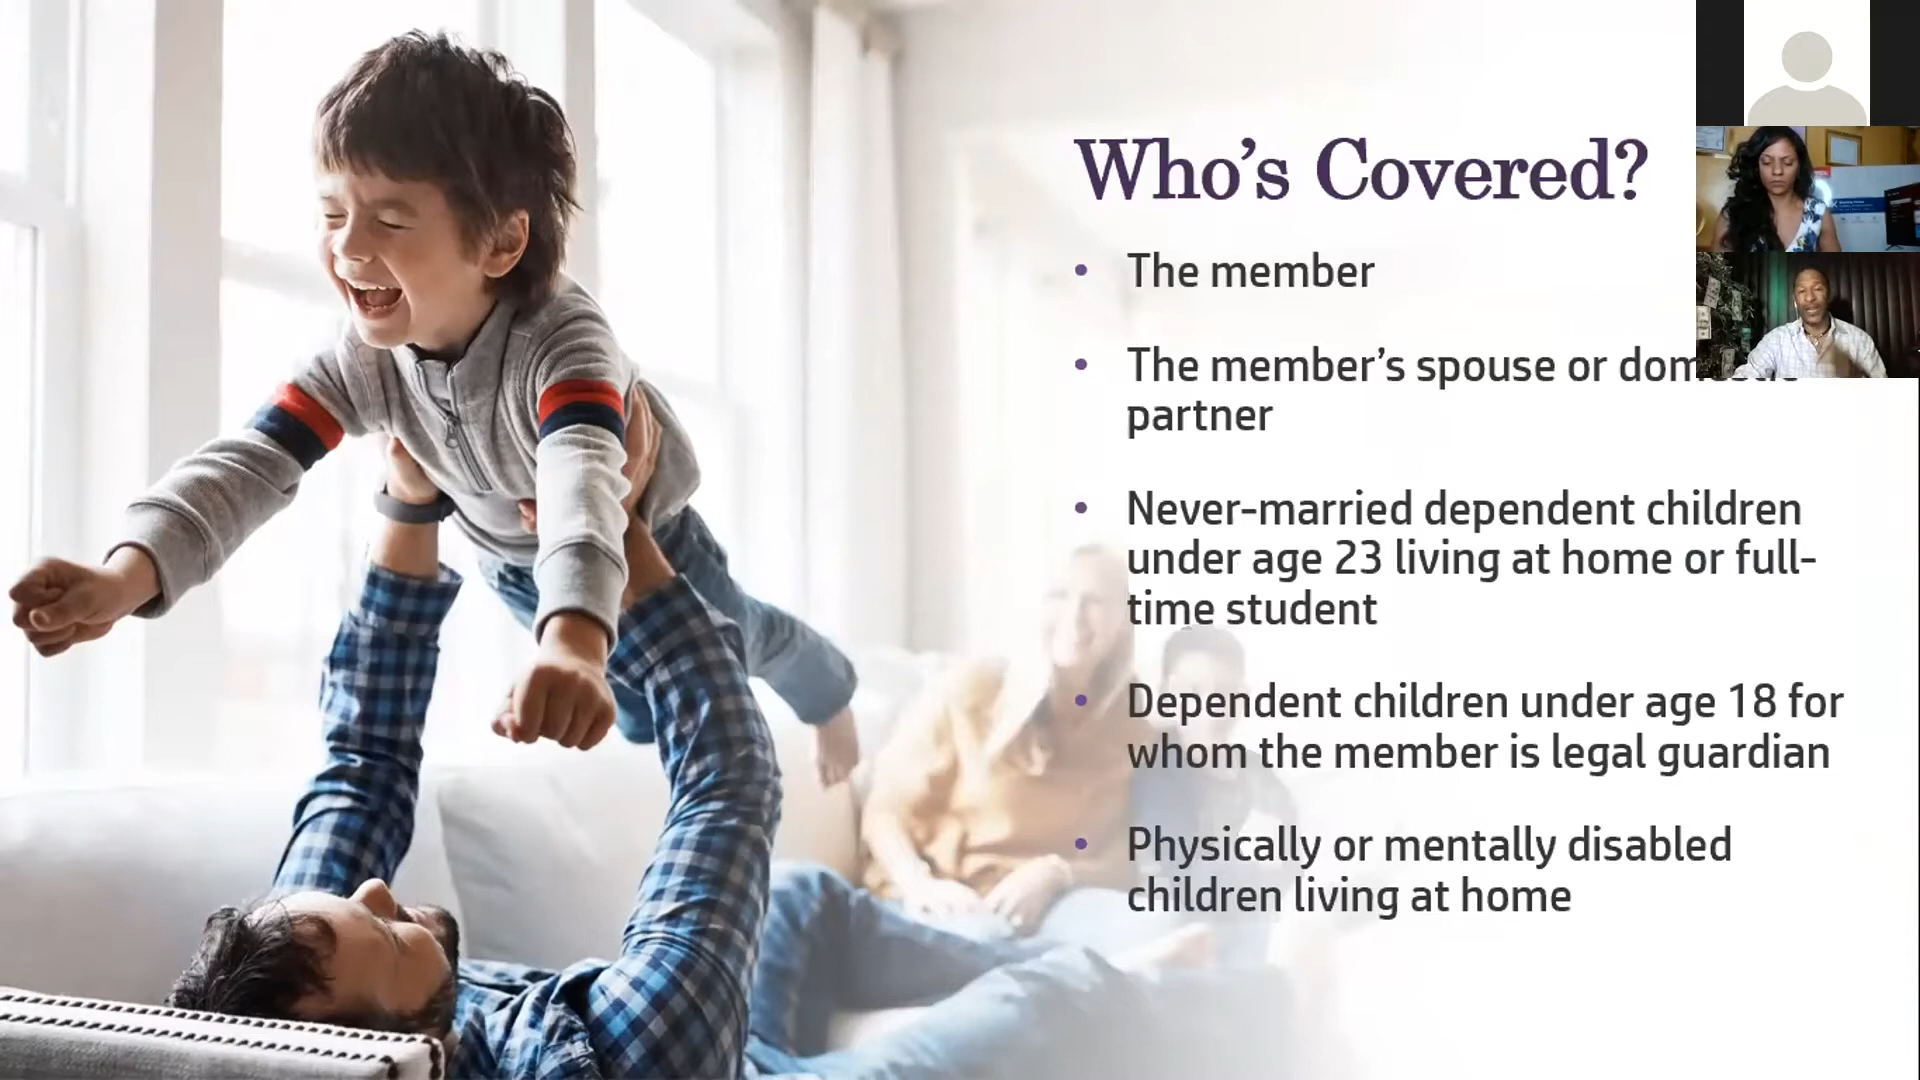 Who’s Covered?
• The member
• The member’s spouse or domestic
partner
• Never-married dependent children
under age 23 living at home or full-
time student
• Dependent children under age 18 for
whom the member is legal guardian
• Physically or mentally disabled
children living at home